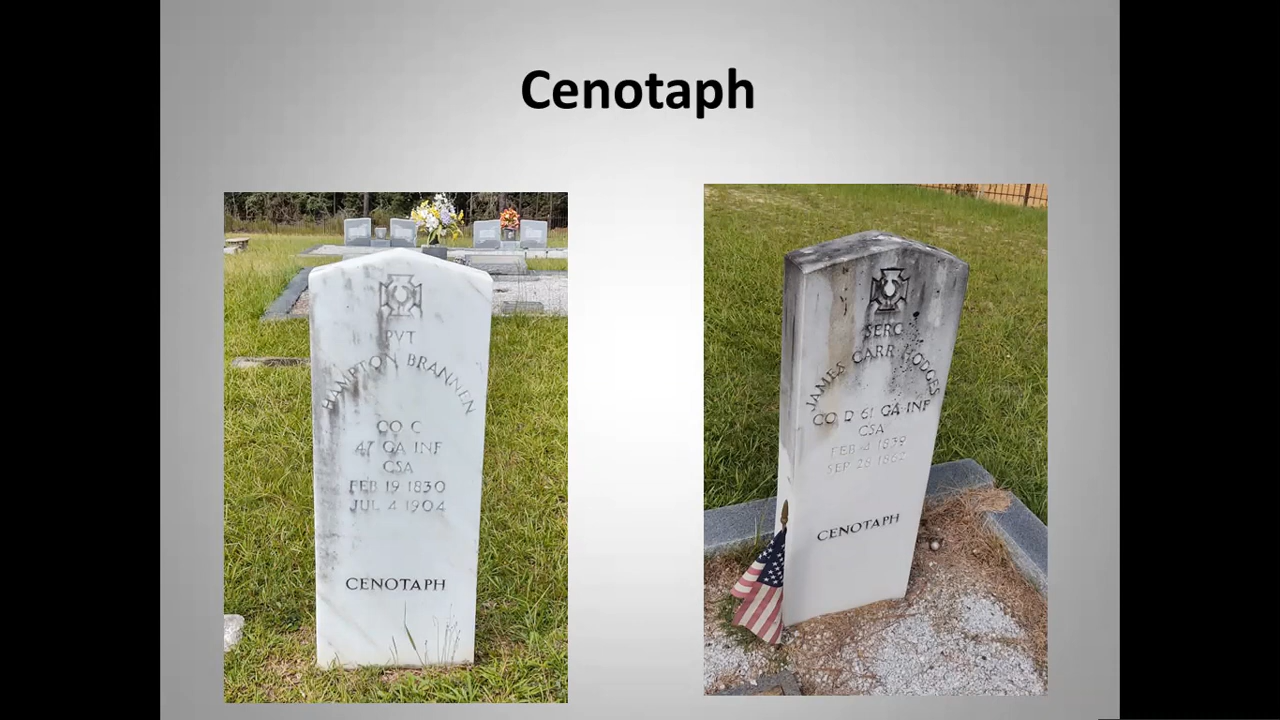 Cenotaph
PVT
HAMPTON BRANNEN
CO C
47 GA INF
CSA
FEB 19 1830
JUL 4 1904
CENOTAPH
SERG
JAMES CARR HODGES
CO D 61 GA INF
CSA
FEB 4 1839
SEP 28 1862
CENOTAPH